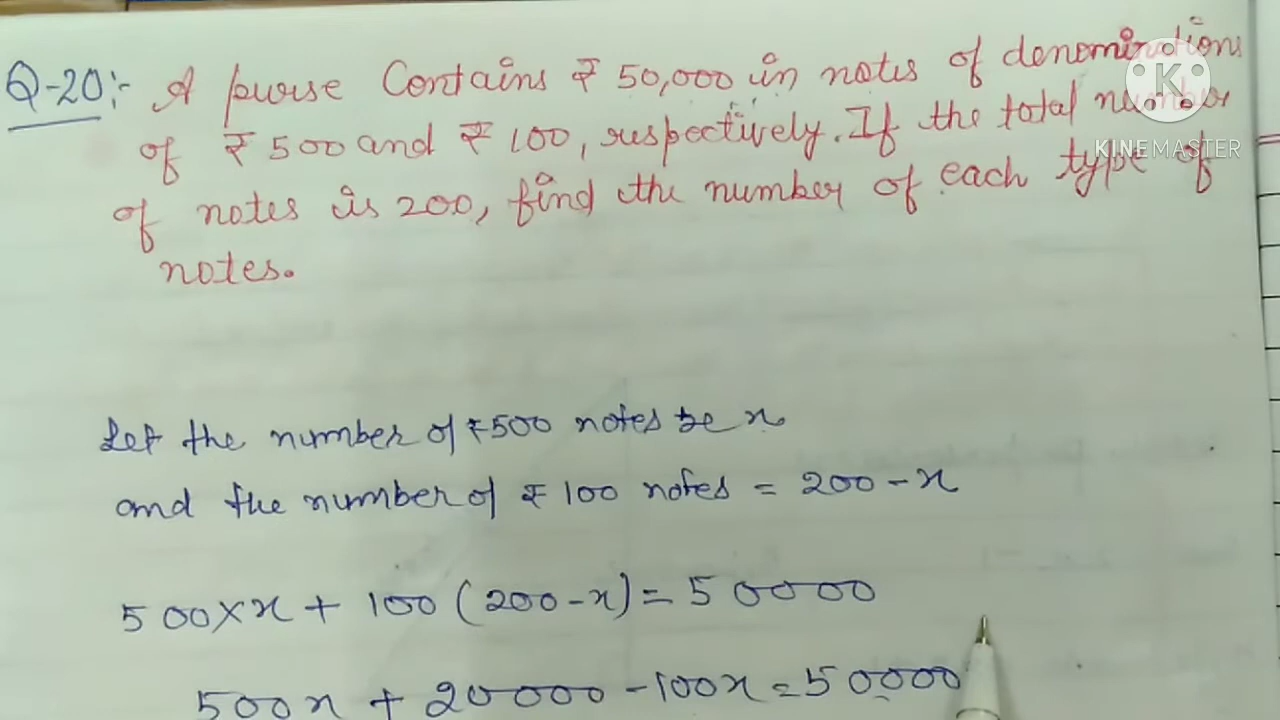 Q-20:- A purse Contains ₹ 50,000 in notes of denominations
of ₹ 500 and ₹ 100, respectively. If the total number
of notes is 200, find the number of each type of
notes.
K
KINEMASTER
Let the number of ₹500 notes be x
and the number of ₹ 100 notes = 200-x
500×x + 100 (200-x) = 50000
500x + 20000 - 100x = 50000